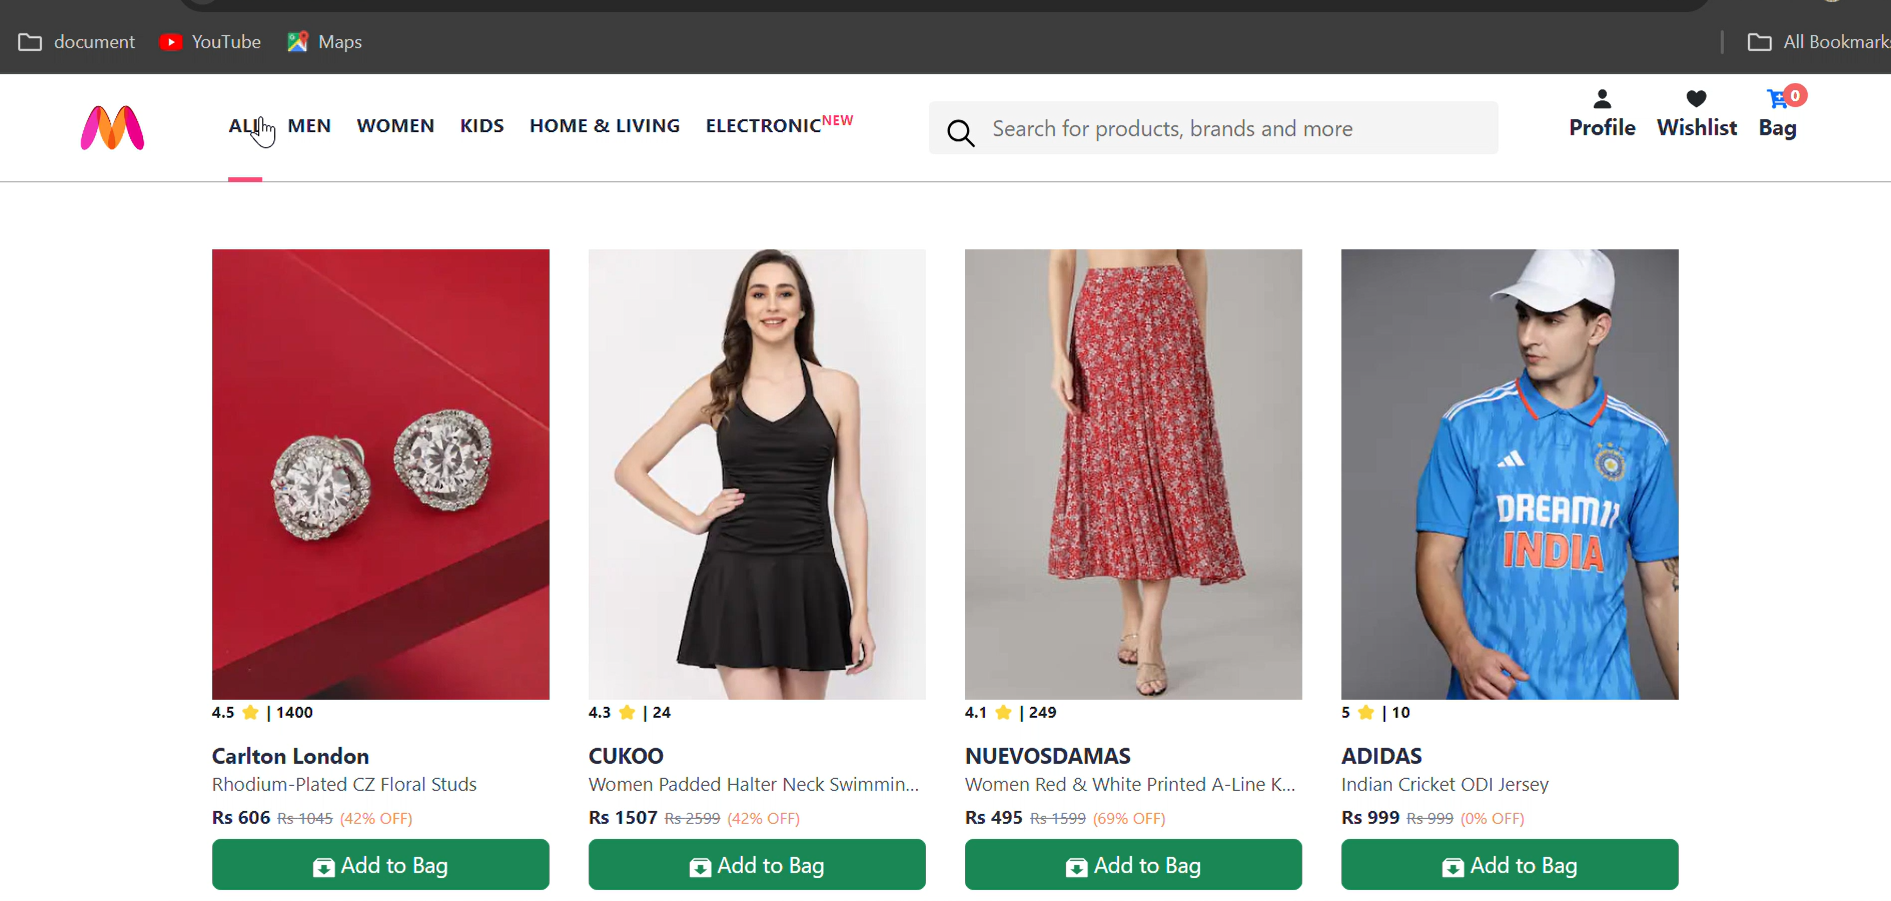 document YouTube Maps All Bookmarks
ALL MEN WOMEN KIDS HOME & LIVING ELECTRONIC NEW
Search for products, brands and more
Profile Wishlist Bag 0
DREAM11
INDIA
4.5 ⭐ | 1400
Carlton London
Rhodium-Plated CZ Floral Studs
Rs 606 Rs 1045 (42% OFF)
Add to Bag
4.3 ⭐ | 24
CUKOO
Women Padded Halter Neck Swimmin...
Rs 1507 Rs 2599 (42% OFF)
Add to Bag
4.1 ⭐ | 249
NUEVOSDAMAS
Women Red & White Printed A-Line K...
Rs 495 Rs 1599 (69% OFF)
Add to Bag
5 ⭐ | 10
ADIDAS
Indian Cricket ODI Jersey
Rs 999 Rs 999 (0% OFF)
Add to Bag